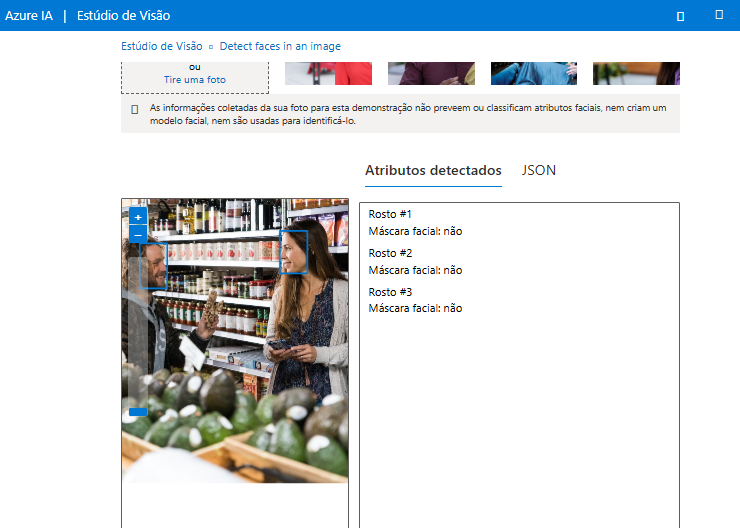 Azure IA | Estúdio de Visão
Estúdio de Visão Detect faces in an image
ou
Tire uma foto
As informações coletadas da sua foto para esta demonstração não preveem ou classificam atributos faciais, nem criam um
modelo facial, nem são usadas para identificá-lo.
Atributos detectados JSON
+
−
Rosto #1
Máscara facial: não
Rosto #2
Máscara facial: não
Rosto #3
Máscara facial: não